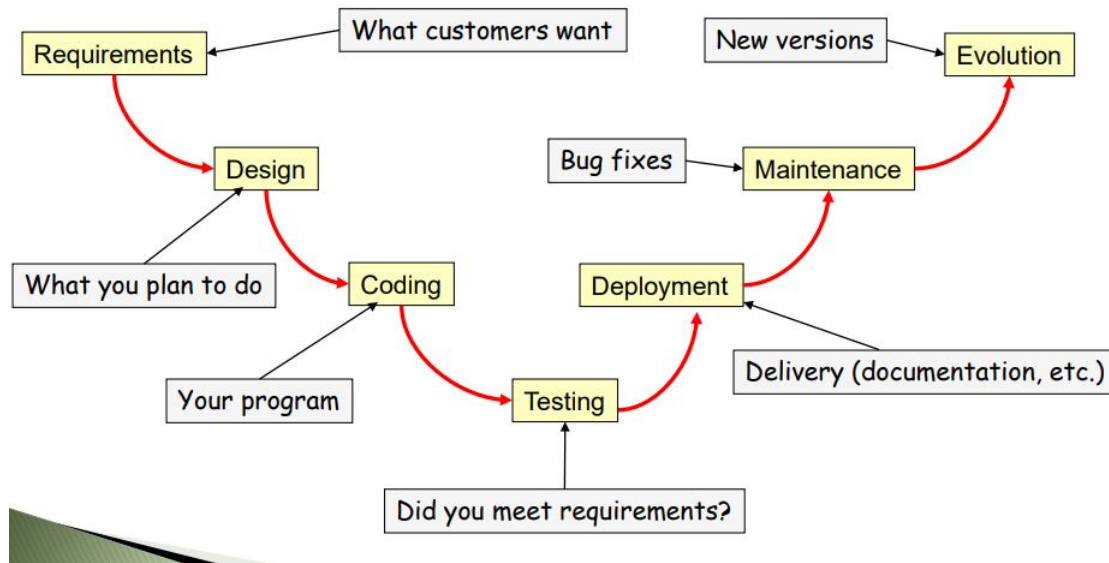 What customers want
Requirements
New versions
Evolution
Bug fixes
Maintenance
Design
What you plan to do
Coding
Deployment
Your program
Testing
Delivery (documentation, etc.)
Did you meet requirements?